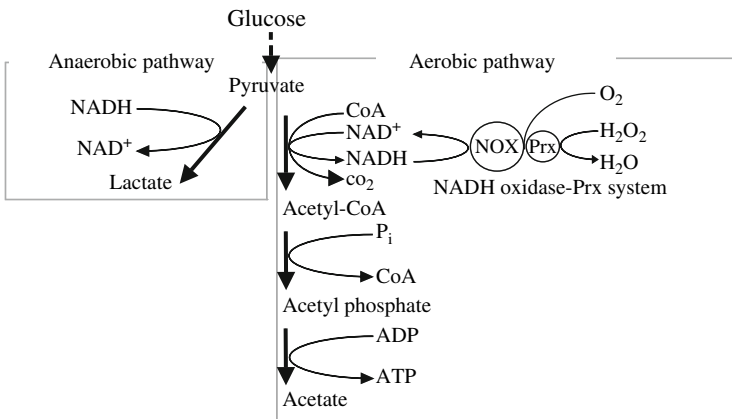 Glucose
Anaerobic pathway
Aerobic pathway
Pyruvate
NADH
NAD+
Lactate
CoA
NAD+
NADH
co2
NOX
Prx
O2
H2O2
H2O
NADH oxidase-Prx system
Acetyl-CoA
Pi
CoA
Acetyl phosphate
ADP
ATP
Acetate